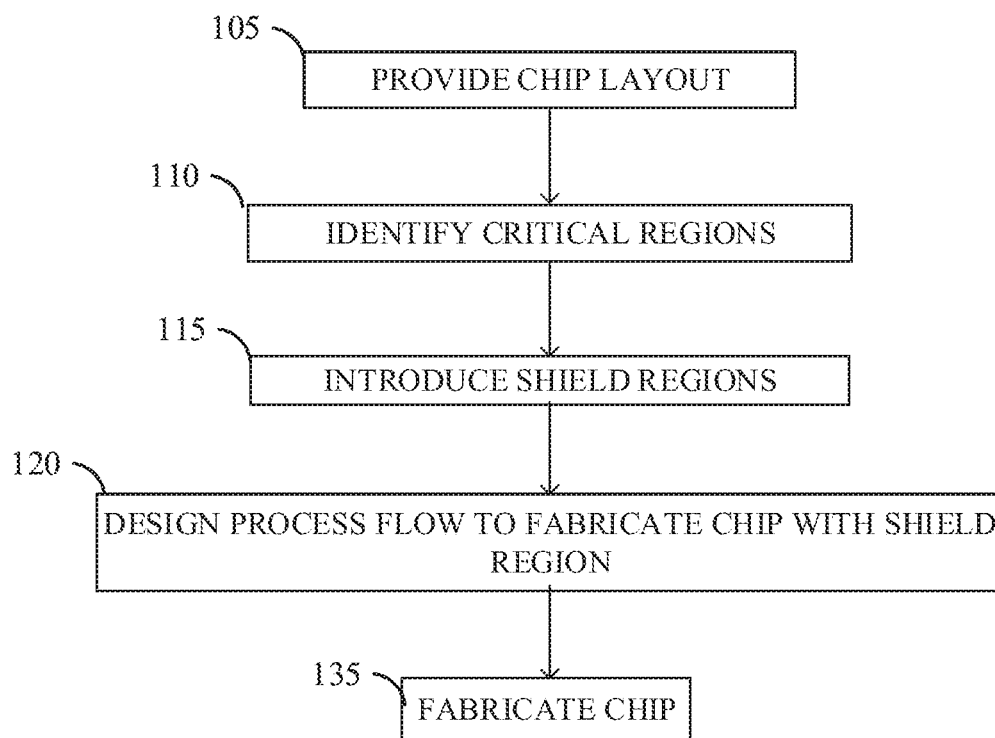 105
PROVIDE CHIP LAYOUT
110
IDENTIFY CRITICAL REGIONS
115
INTRODUCE SHIELD REGIONS
120
DESIGN PROCESS FLOW TO FABRICATE CHIP WITH SHIELD
REGION
135
FABRICATE CHIP